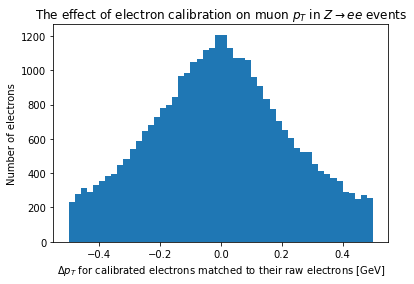 The effect of electron calibration on muon $p_T$ in $Z \rightarrow ee$ events
1200
1000
800
600
400
200
0
Number of electrons
−0.4 −0.2 0.0 0.2 0.4
$\Delta p_T$ for calibrated electrons matched to their raw electrons [GeV]